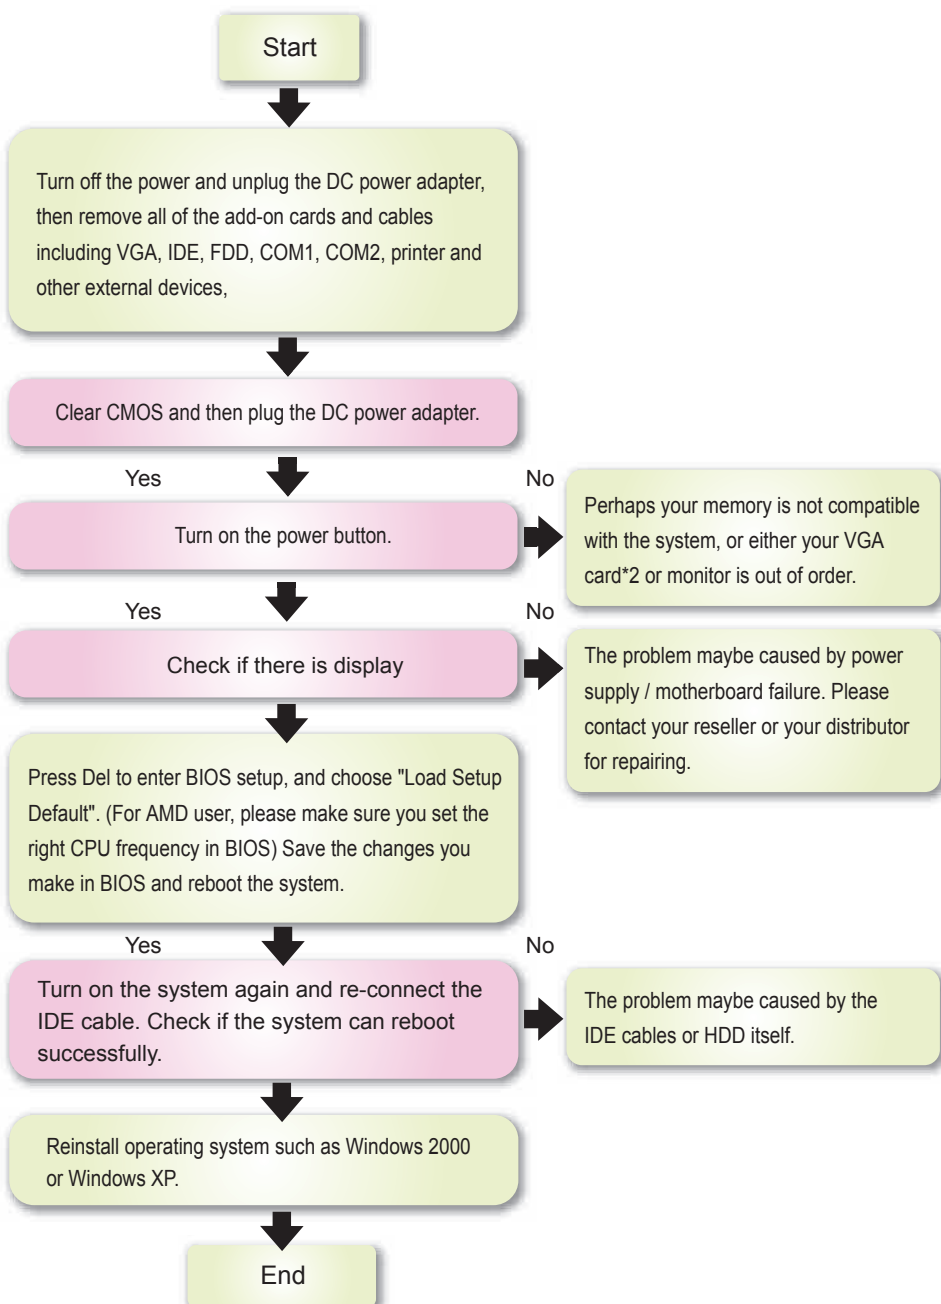 Start
Turn off the power and unplug the DC power adapter,
then remove all of the add-on cards and cables
including VGA, IDE, FDD, COM1, COM2, printer and
other external devices,
Clear CMOS and then plug the DC power adapter.
Yes
No
Turn on the power button.
Perhaps your memory is not compatible
with the system, or either your VGA
card*2 or monitor is out of order.
Yes
No
Check if there is display
The problem maybe caused by power
supply / motherboard failure. Please
contact your reseller or your distributor
for repairing.
Press Del to enter BIOS setup, and choose "Load Setup
Default". (For AMD user, please make sure you set the
right CPU frequency in BIOS) Save the changes you
make in BIOS and reboot the system.
Yes
No
Turn on the system again and re-connect the
IDE cable. Check if the system can reboot
successfully.
The problem maybe caused by the
IDE cables or HDD itself.
Reinstall operating system such as Windows 2000
or Windows XP.
End